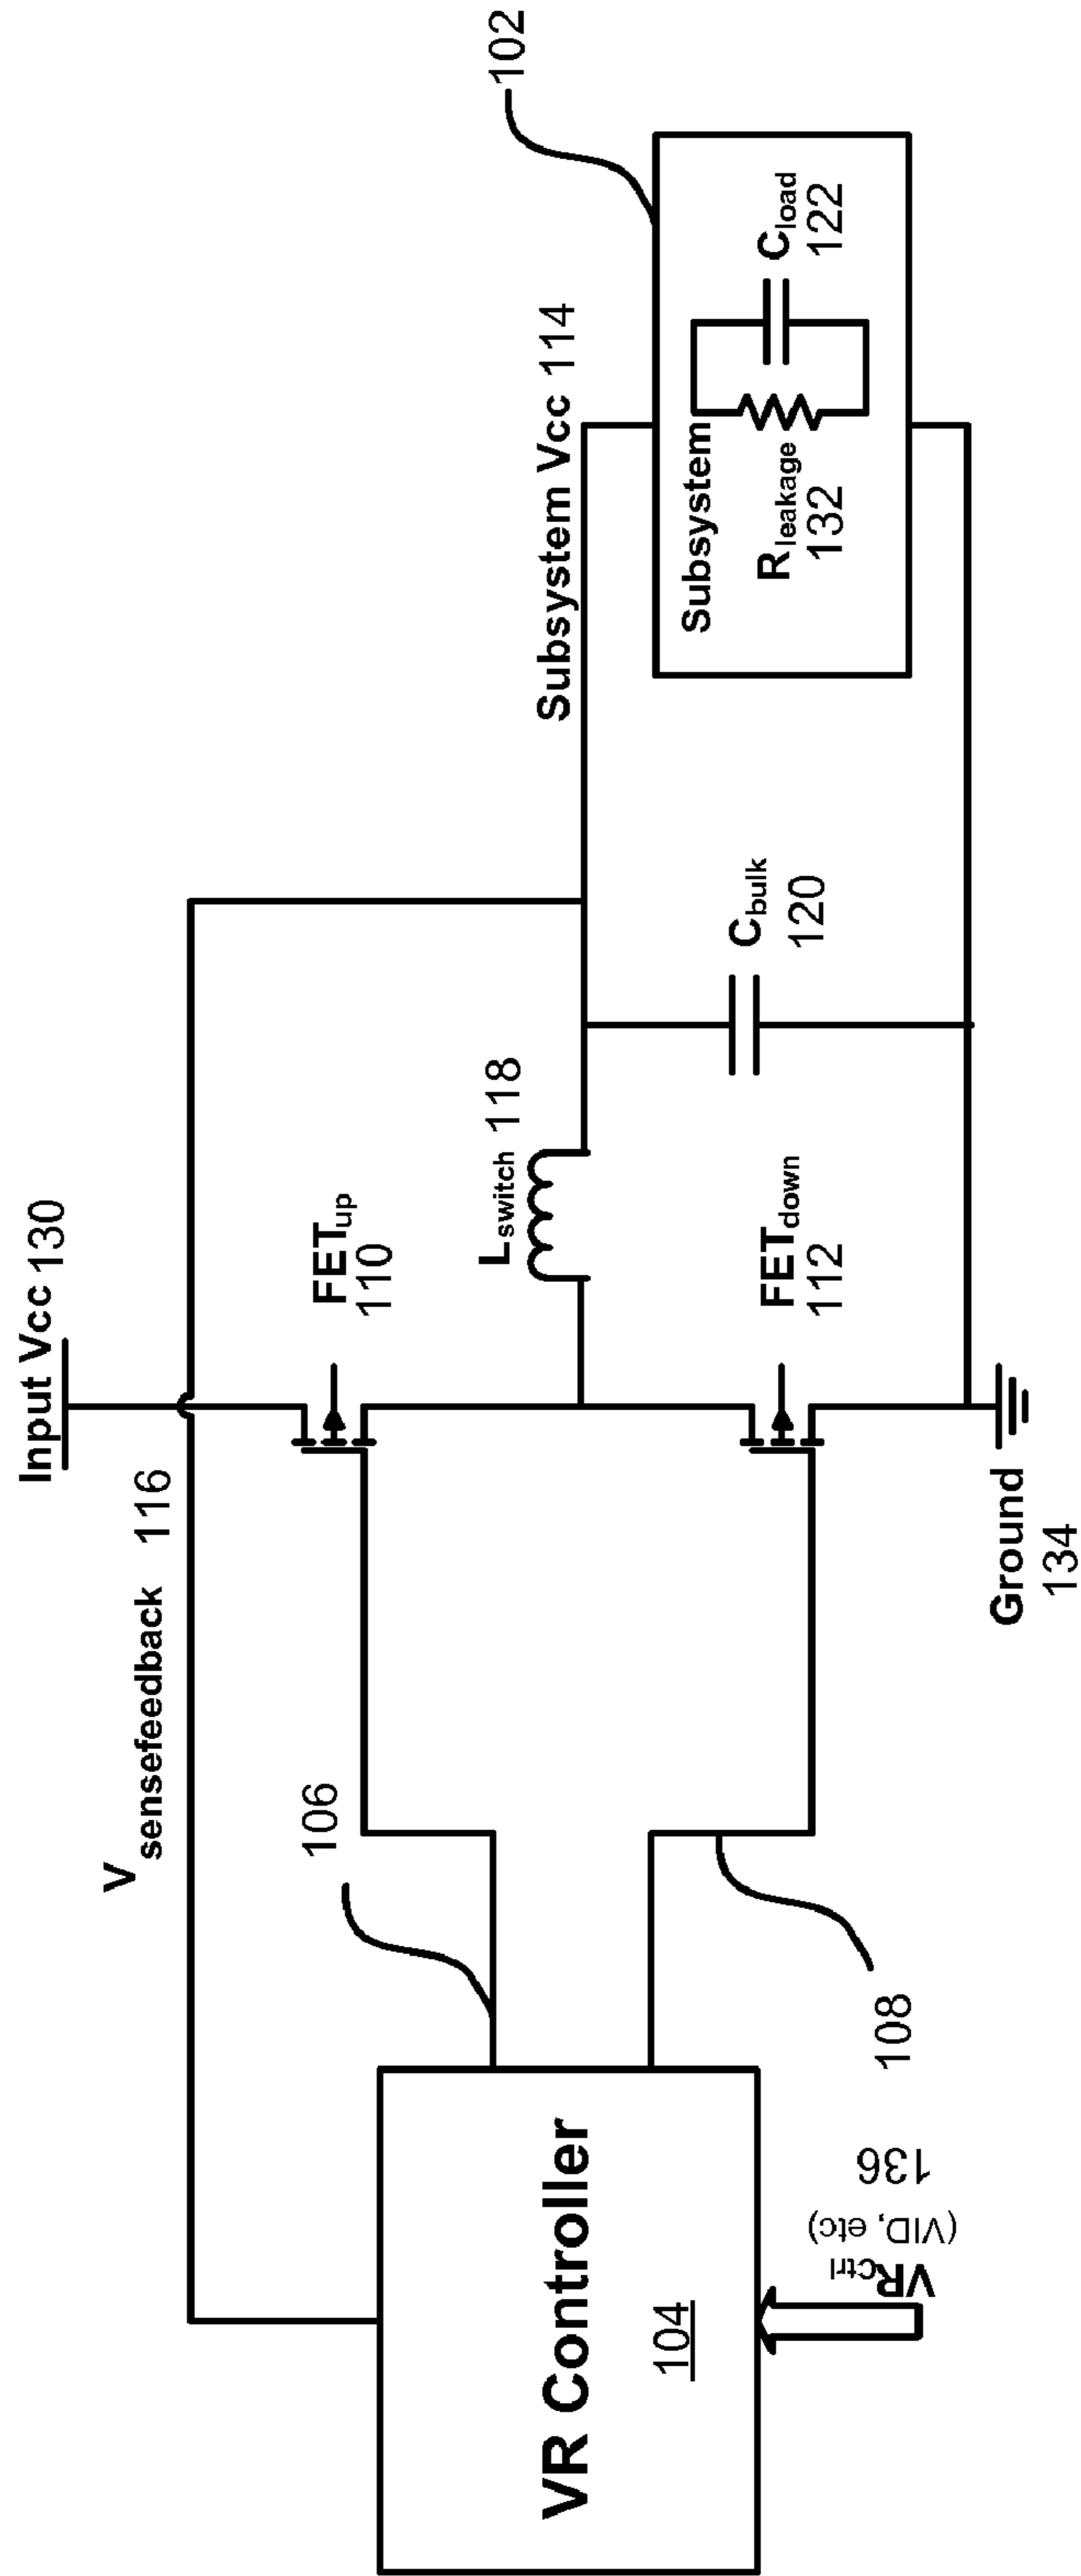 Input Vcc 130
V sensefeedback 116
FETup
110
106
Lswitch 118
Subsystem Vcc 114
102
VR Controller
104
Subsystem
Rleakage
132
Cload
122
Cbulk
120
FETdown
112
108
VRCtrl
(VID, etc)
136
Ground
134